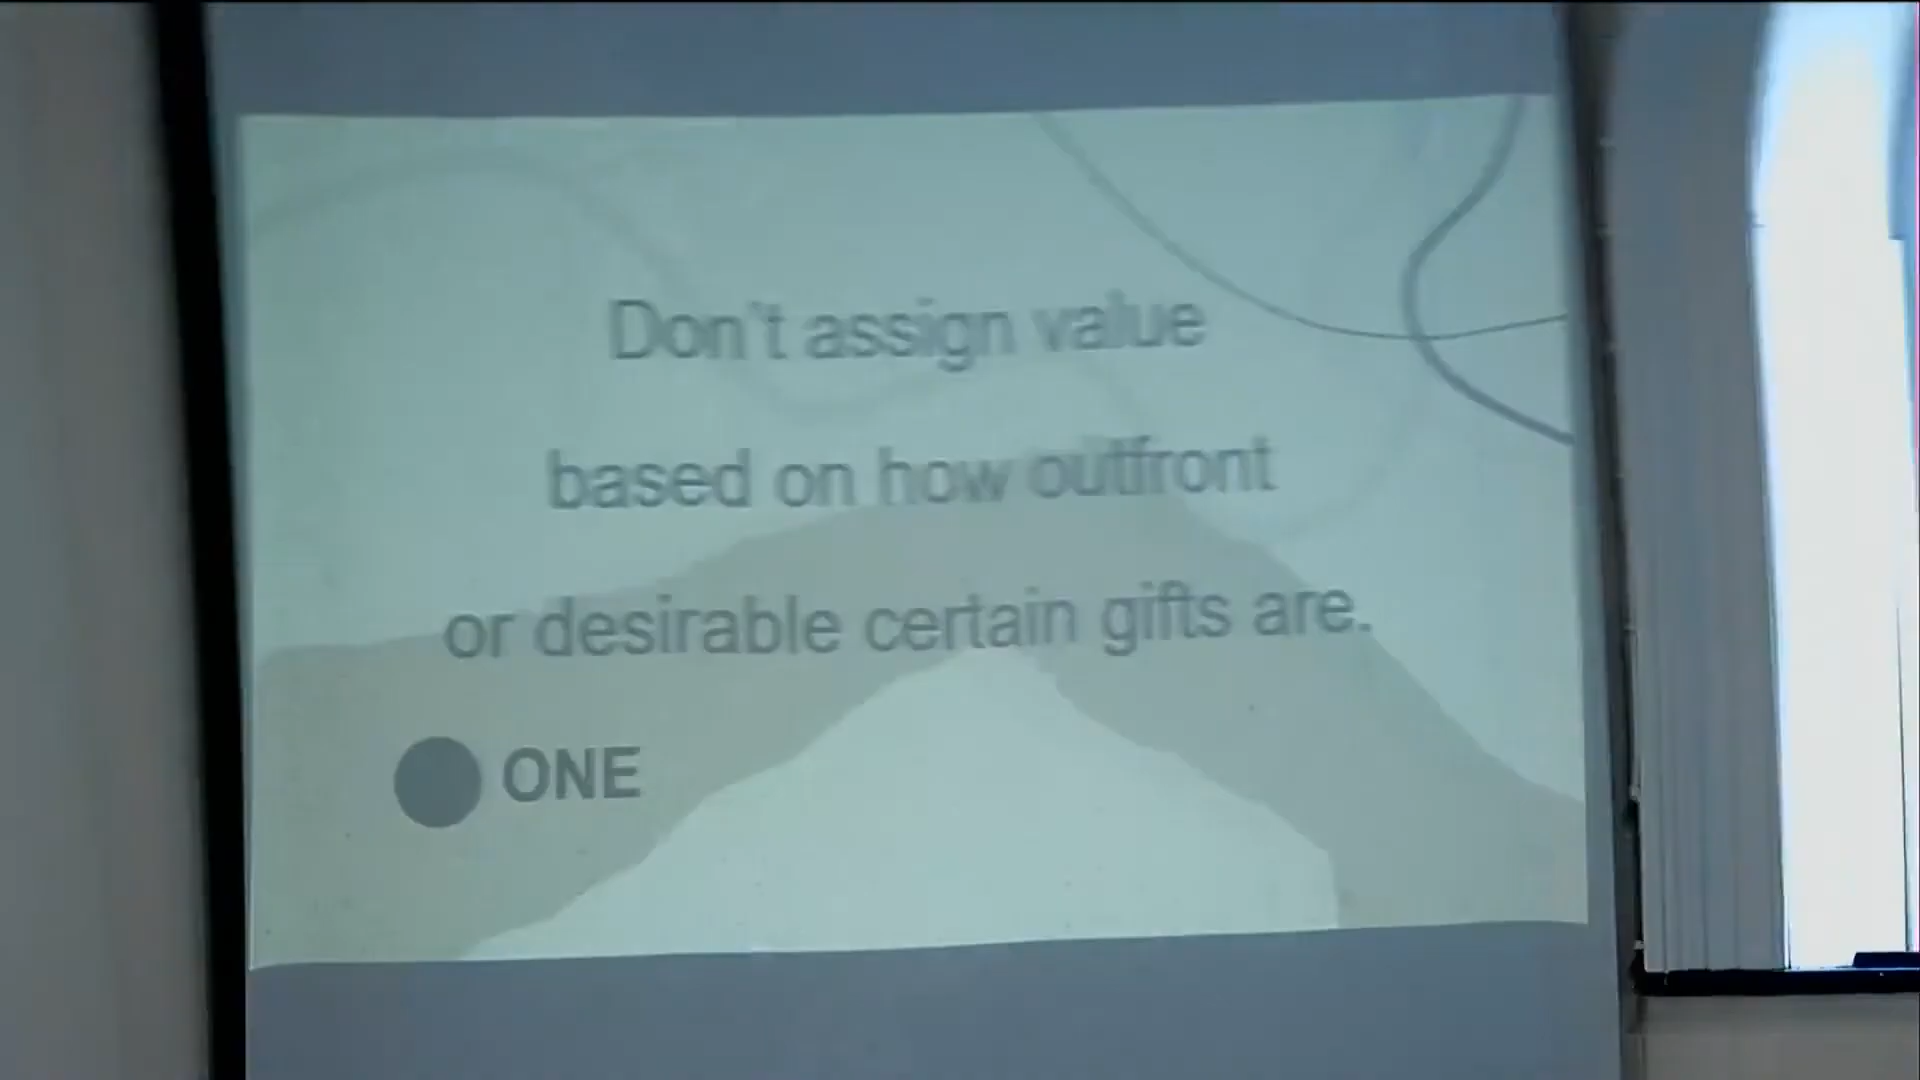 Don't assign value
based on how outfront
or desirable certain gifts are.
ONE